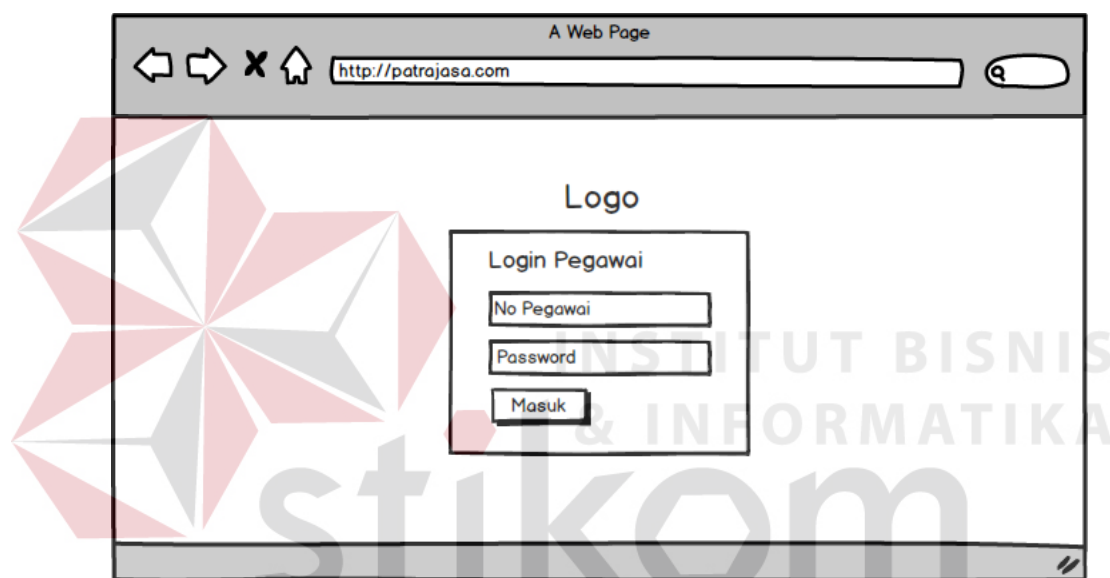 A Web Page
http://patrajasa.com
Logo
Login Pegawai
No Pegawai
Password
Masuk
INSTITUT BISNIS
& INFORMATIKA
stikom